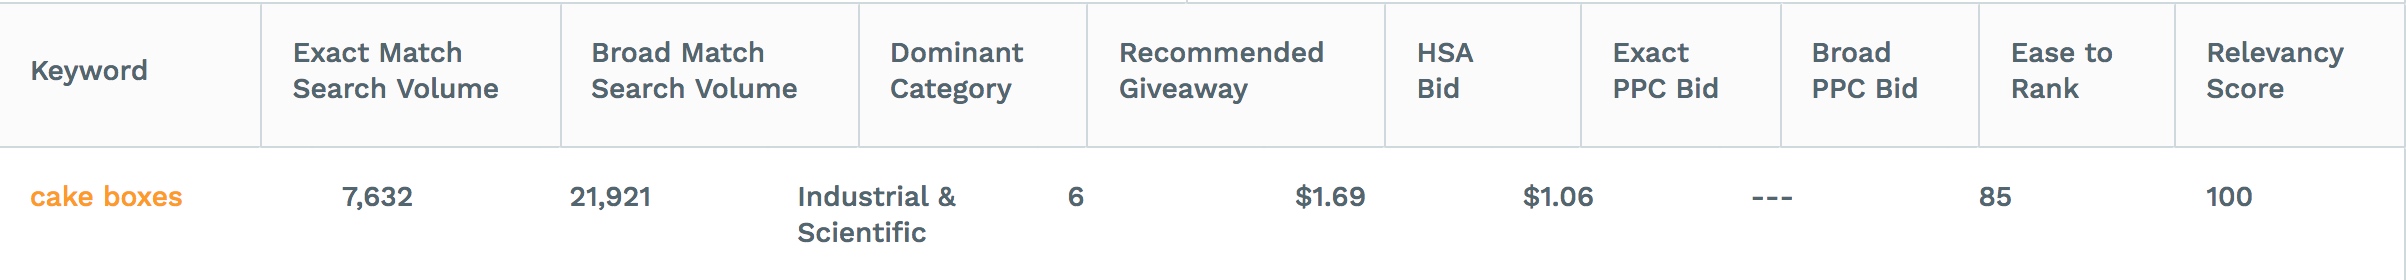 Keyword
Exact Match
Search Volume
Broad Match
Search Volume
Dominant
Category
Recommended
Giveaway
HSA
Bid
Exact
PPC Bid
Broad
PPC Bid
Ease to
Rank
Relevancy
Score
cake boxes
7,632
21,921
Industrial &
Scientific
6
$1.69
$1.06
---
85
100